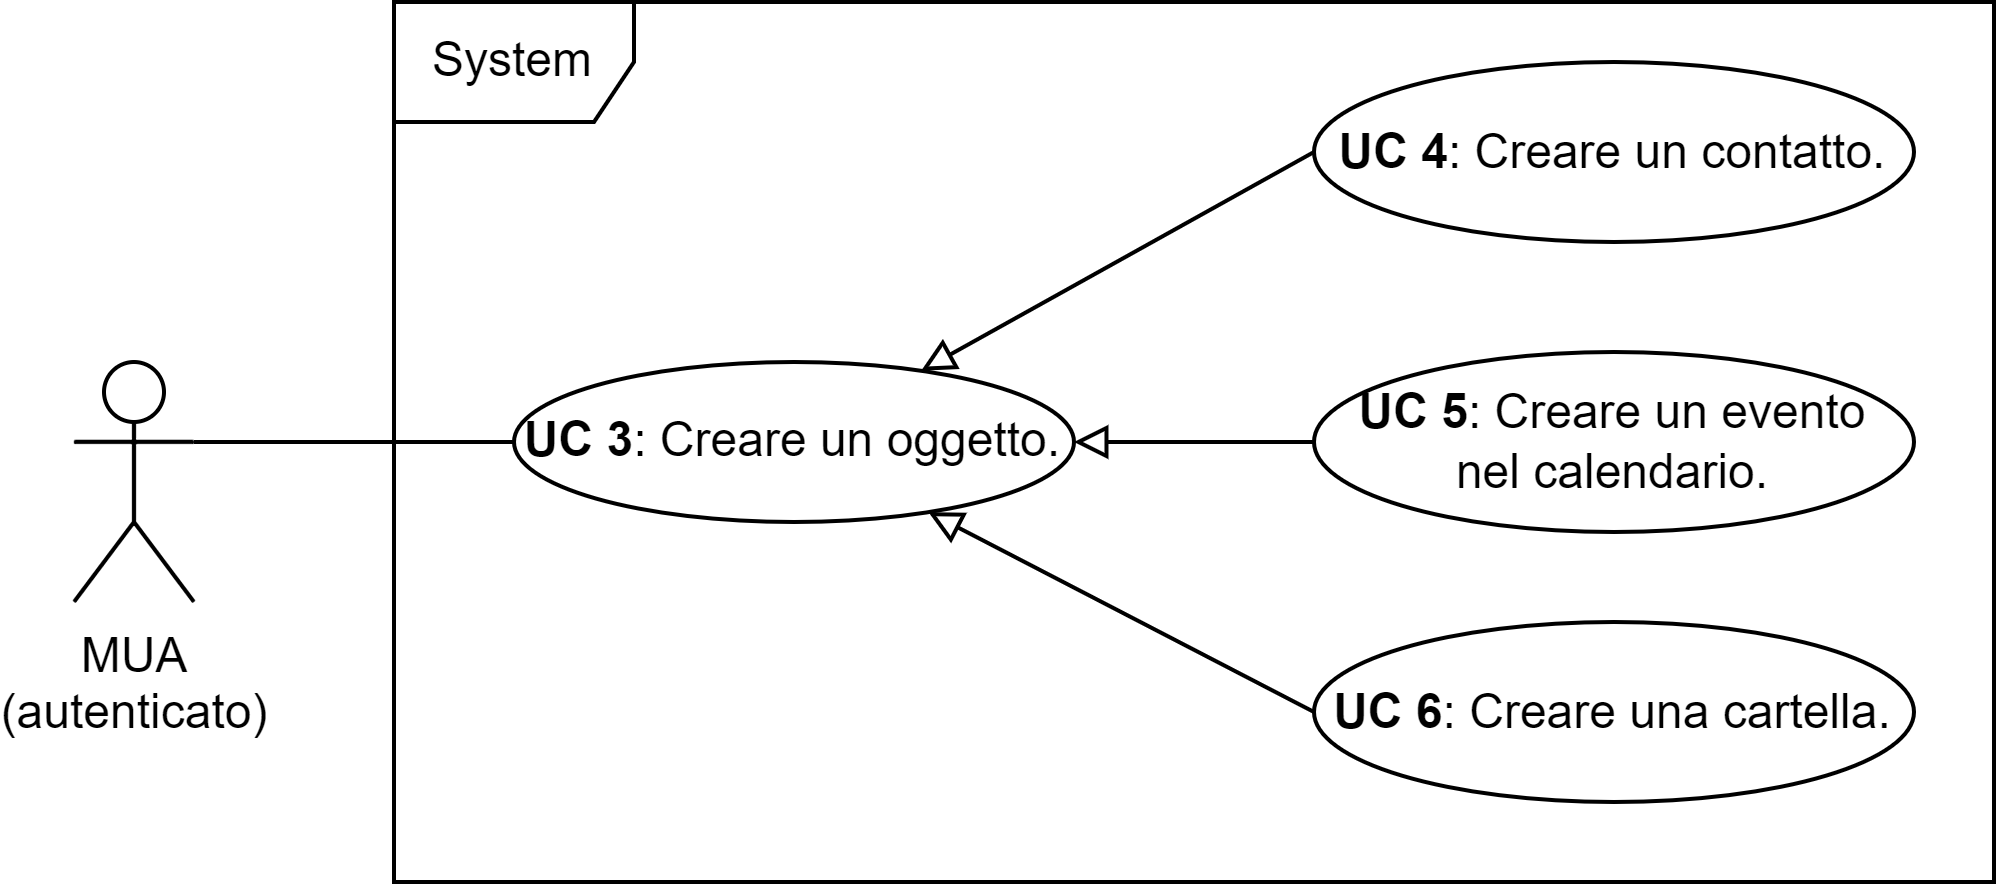 System
UC 4: Creare un contatto.
UC 3: Creare un oggetto.
UC 5: Creare un evento
nel calendario.
MUA
(autenticato)
UC 6: Creare una cartella.